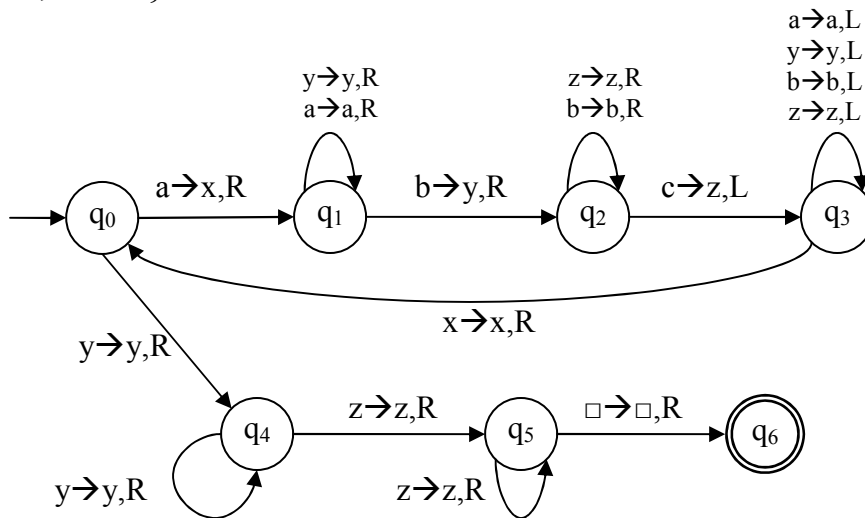 a→a,L
y→y,R
z→z,R
y→y,L
a→a,R
b→b,R
b→b,L
z→z,L
a→x,R
b→y,R
c→z,L
q0
q1
q2
q3
x→x,R
y→y,R
z→z,R
□→□,R
q4
q5
q6
y→y,R
z→z,R